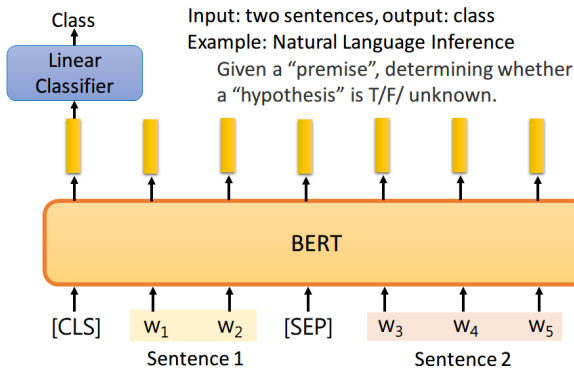 Class
Input: two sentences, output: class
Example: Natural Language Inference
Given a “premise”, determining whether
a “hypothesis” is T/F/ unknown.
Linear
Classifier
BERT
[CLS] w1 w2 [SEP] w3 w4 w5
Sentence 1 Sentence 2